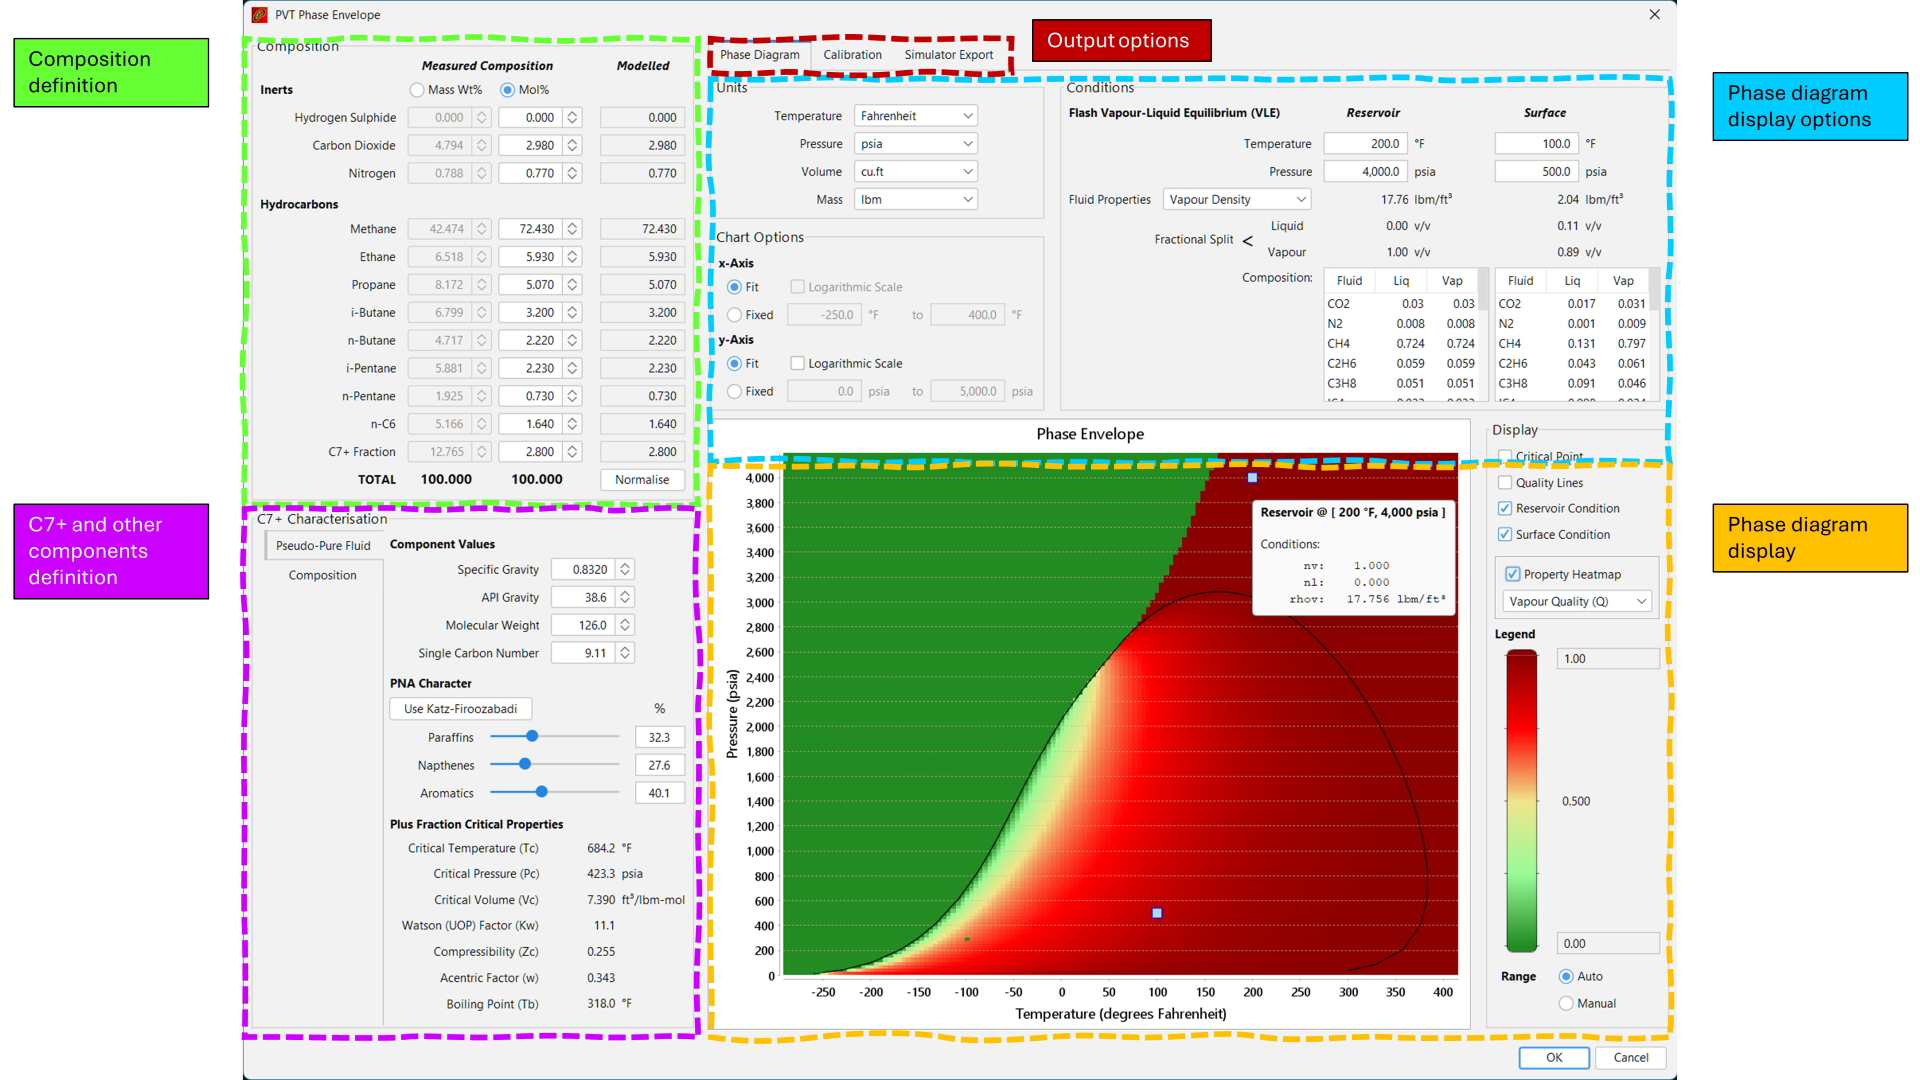 PVT Phase Envelope
Composition definition
Output options
Phase diagram display options
C7+ and other components definition
Phase diagram display
Composition
Measured Composition Modelled
Inerts Mass Wt% Mol%
Hydrogen Sulphide 0.000 0.000 0.000
Carbon Dioxide 4.794 2.980 2.980
Nitrogen 0.788 0.770 0.770
Hydrocarbons
Methane 42.474 72.430 72.430
Ethane 6.518 5.930 5.930
Propane 8.172 5.070 5.070
i-Butane 6.799 3.200 3.200
n-Butane 4.717 2.220 2.220
i-Pentane 5.881 2.230 2.230
n-Pentane 1.925 0.730 0.730
n-C6 5.166 1.640 1.640
C7+ Fraction 12.765 2.800 2.800
TOTAL 100.000 100.000 Normalise
C7+ Characterisation
Pseudo-Pure Fluid
Composition
Component Values
Specific Gravity 0.8320
API Gravity 38.6
Molecular Weight 126.0
Single Carbon Number 9.11
PNA Character
Use Katz-Firoozabadi %
Paraffins 32.3
Napthenes 27.6
Aromatics 40.1
Plus Fraction Critical Properties
Critical Temperature (Tc) 684.2 °F
Critical Pressure (Pc) 423.3 psia
Critical Volume (Vc) 7.390 ft³/lbm-mol
Watson (UOP) Factor (Kw) 11.1
Compressibility (Zc) 0.255
Acentric Factor (w) 0.343
Boiling Point (Tb) 318.0 °F
Phase Diagram Calibration Simulator Export
Units
Temperature Fahrenheit
Pressure psia
Volume cu.ft
Mass lbm
Chart Options
x-Axis
Fit Logarithmic Scale
Fixed -250.0 °F to 400.0 °F
y-Axis
Fit Logarithmic Scale
Fixed 0.0 psia to 5,000.0 psia
Conditions
Flash Vapour-Liquid Equilibrium (VLE) Reservoir Surface
Temperature 200.0 °F 100.0 °F
Pressure 4,000.0 psia 500.0 psia
Fluid Properties Vapour Density 17.76 lbm/ft³ 2.04 lbm/ft³
Fractional Split < Liquid 0.00 v/v 0.11 v/v
Vapour 1.00 v/v 0.89 v/v
Composition: Fluid Liq Vap Fluid Liq Vap
CO2 0.03 0.03 CO2 0.017 0.031
N2 0.008 0.008 N2 0.001 0.009
CH4 0.724 0.724 CH4 0.131 0.797
C2H6 0.059 0.059 C2H6 0.043 0.061
C3H8 0.051 0.051 C3H8 0.091 0.046
Phase Envelope
4,000
3,800
3,600
3,400
3,200
3,000
2,800
2,600
2,400
2,200
2,000
1,800
1,600
1,400
1,200
1,000
800
600
400
200
0
Pressure (psia)
-250 -200 -150 -100 -50 0 50 100 150 200 250 300 350 400
Temperature (degrees Fahrenheit)
Reservoir @ [ 200 °F, 4,000 psia ]
Conditions:
nv: 1.000
nl: 0.000
rhov: 17.756 lbm/ft³
Display
Critical Point
Quality Lines
Reservoir Condition
Surface Condition
Property Heatmap
Vapour Quality (Q)
Legend
1.00
0.500
0.00
Range Auto
Manual
OK Cancel